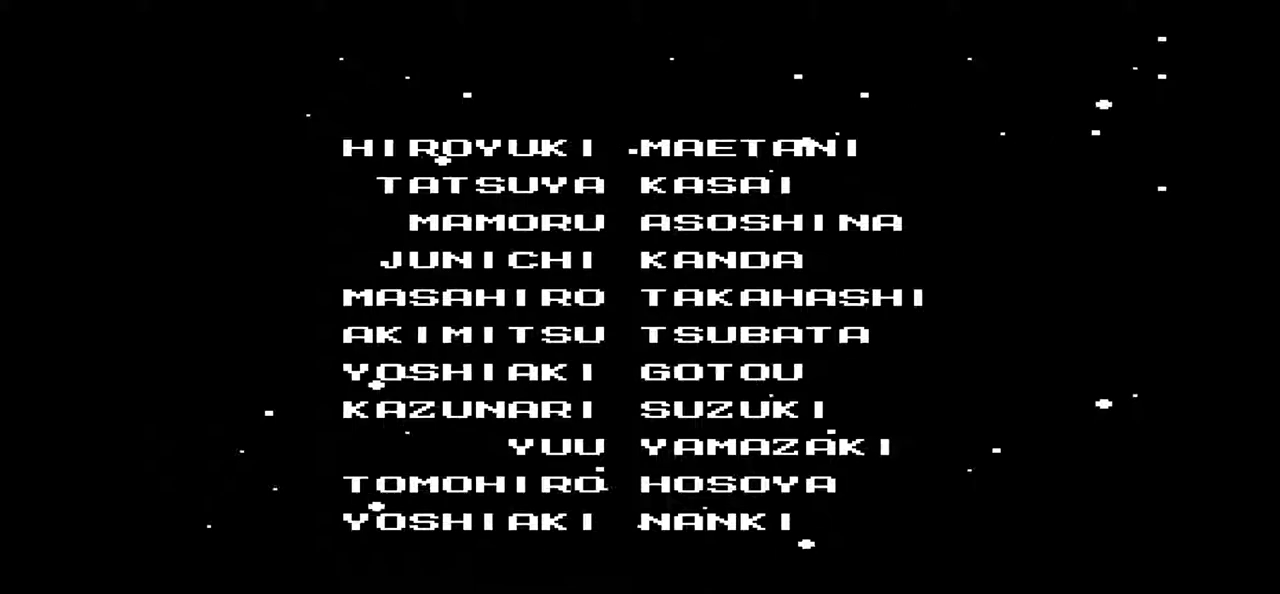 HIROYUKI MAETANI
TATSUYA KASAI
MAMORU ASOSHINA
JUNICHI KANDA
MASAHIRO TAKAHASHI
AKIMITSU TSUBATA
YOSHIAKI GOTOU
KAZUNARI SUZUKI
YUU YAMAZAKI
TOMOHIRO HOSOYA
YOSHIAKI NANKI